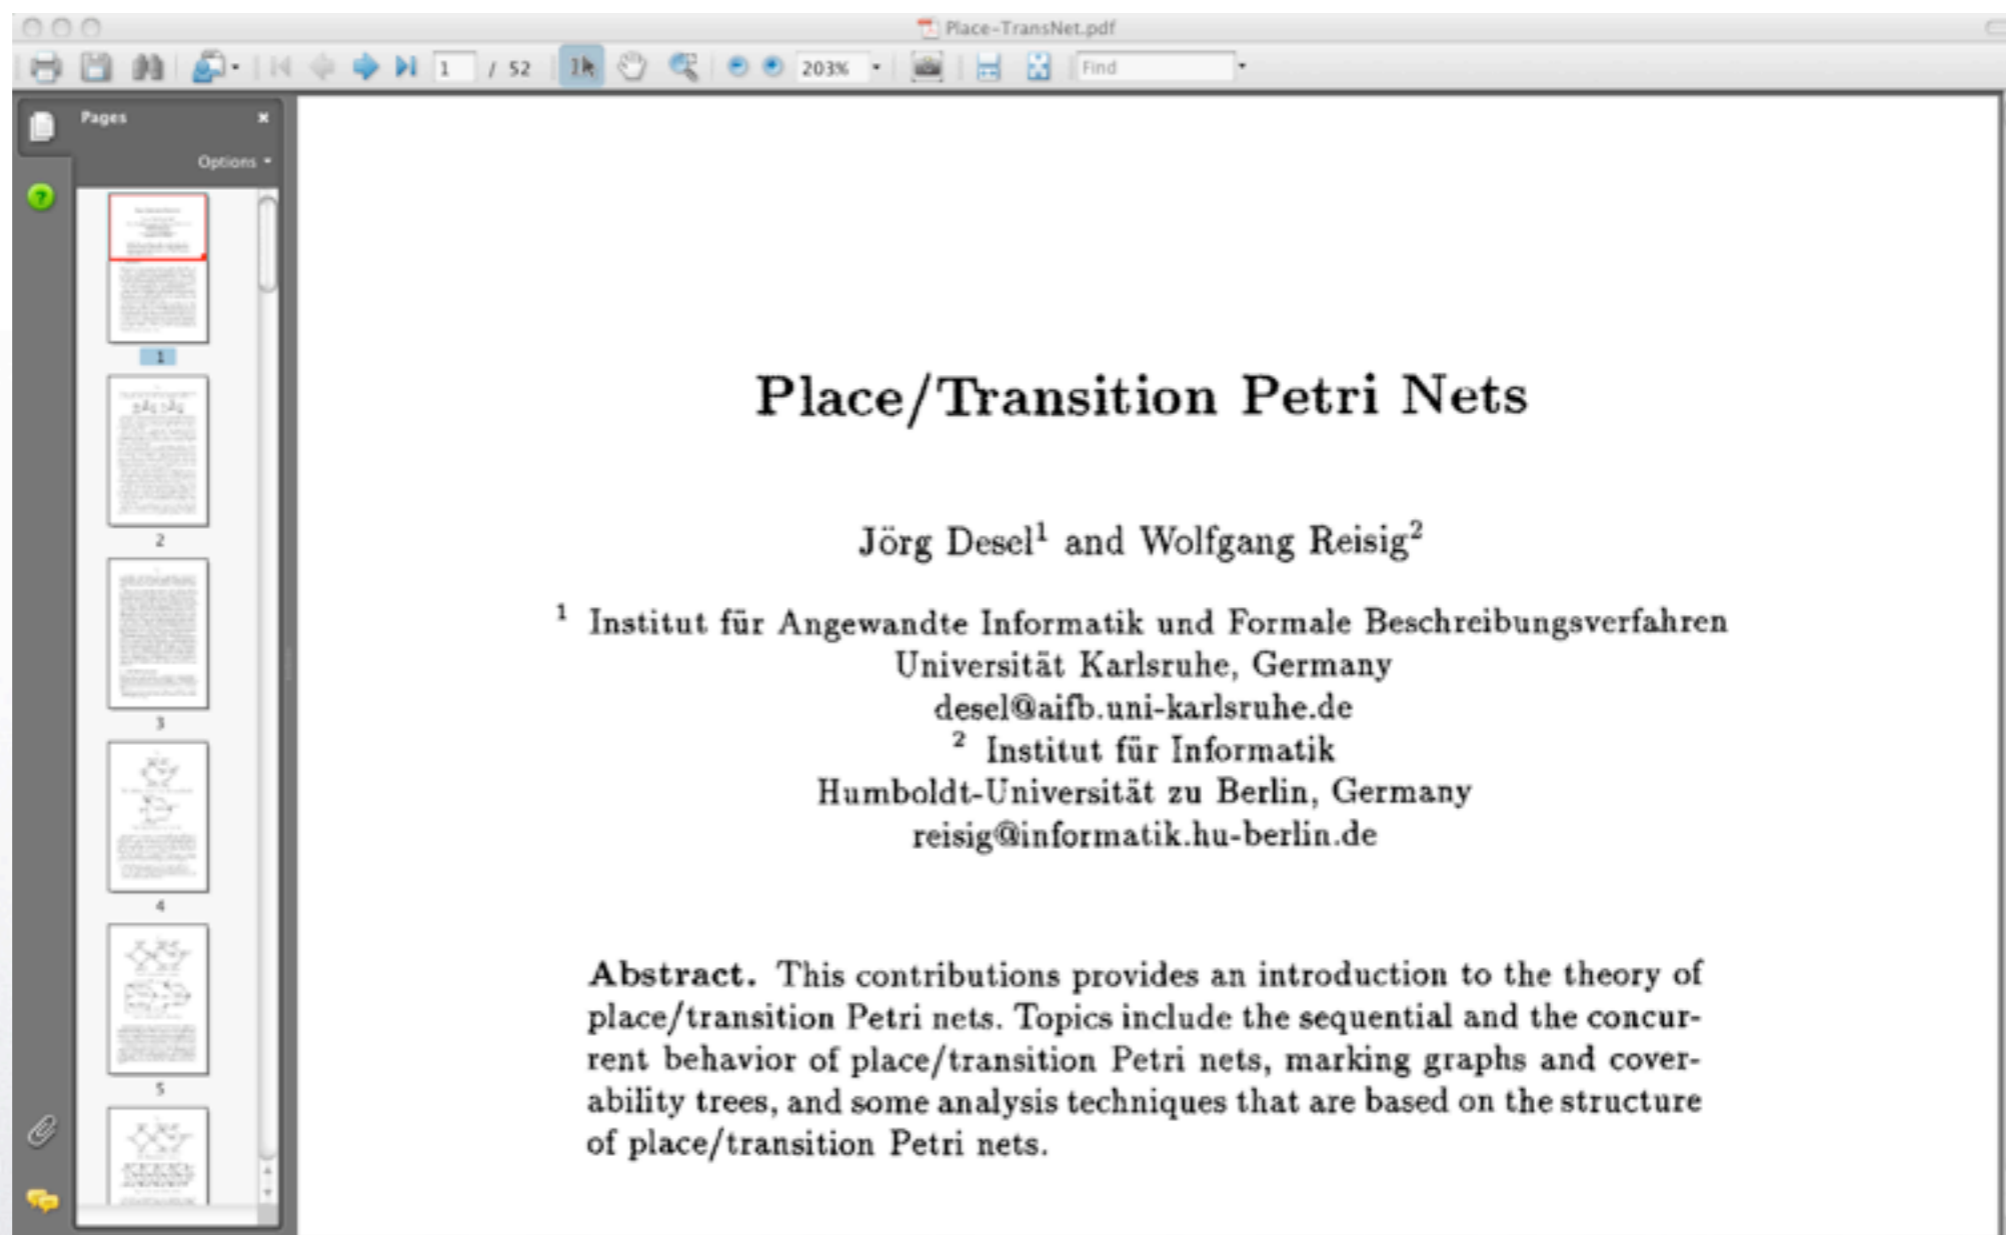 Place-TransNet.pdf
1 / 52
203%
Find
Pages
Options
1
2
3
4
5
Place/Transition Petri Nets
Jörg Desel¹ and Wolfgang Reisig²
¹ Institut für Angewandte Informatik und Formale Beschreibungsverfahren
Universität Karlsruhe, Germany
desel@aifb.uni-karlsruhe.de
² Institut für Informatik
Humboldt-Universität zu Berlin, Germany
reisig@informatik.hu-berlin.de
Abstract. This contributions provides an introduction to the theory of
place/transition Petri nets. Topics include the sequential and the concur-
rent behavior of place/transition Petri nets, marking graphs and cover-
ability trees, and some analysis techniques that are based on the structure
of place/transition Petri nets.